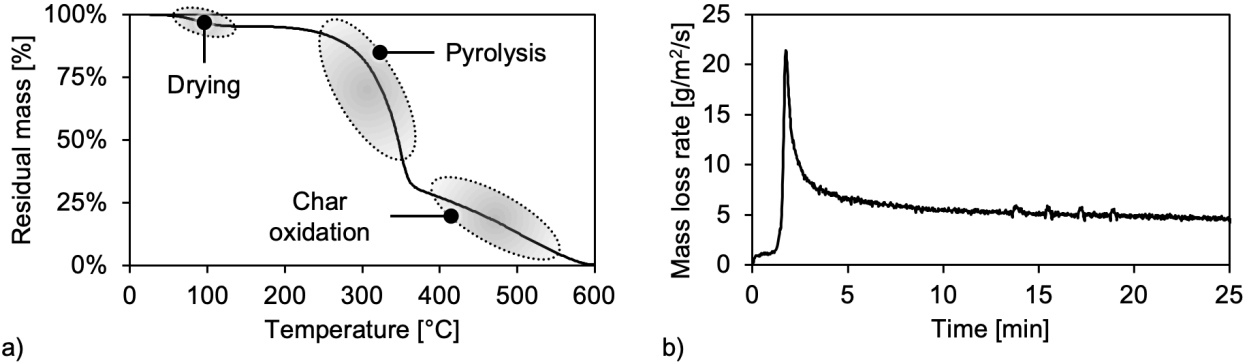 100%
75%
50%
25%
0%
Residual mass [%]
Drying
Pyrolysis
Char
oxidation
0 100 200 300 400 500 600
Temperature [°C]
a)
25
20
15
10
5
0
Mass loss rate [g/m²/s]
0 5 10 15 20 25
Time [min]
b)